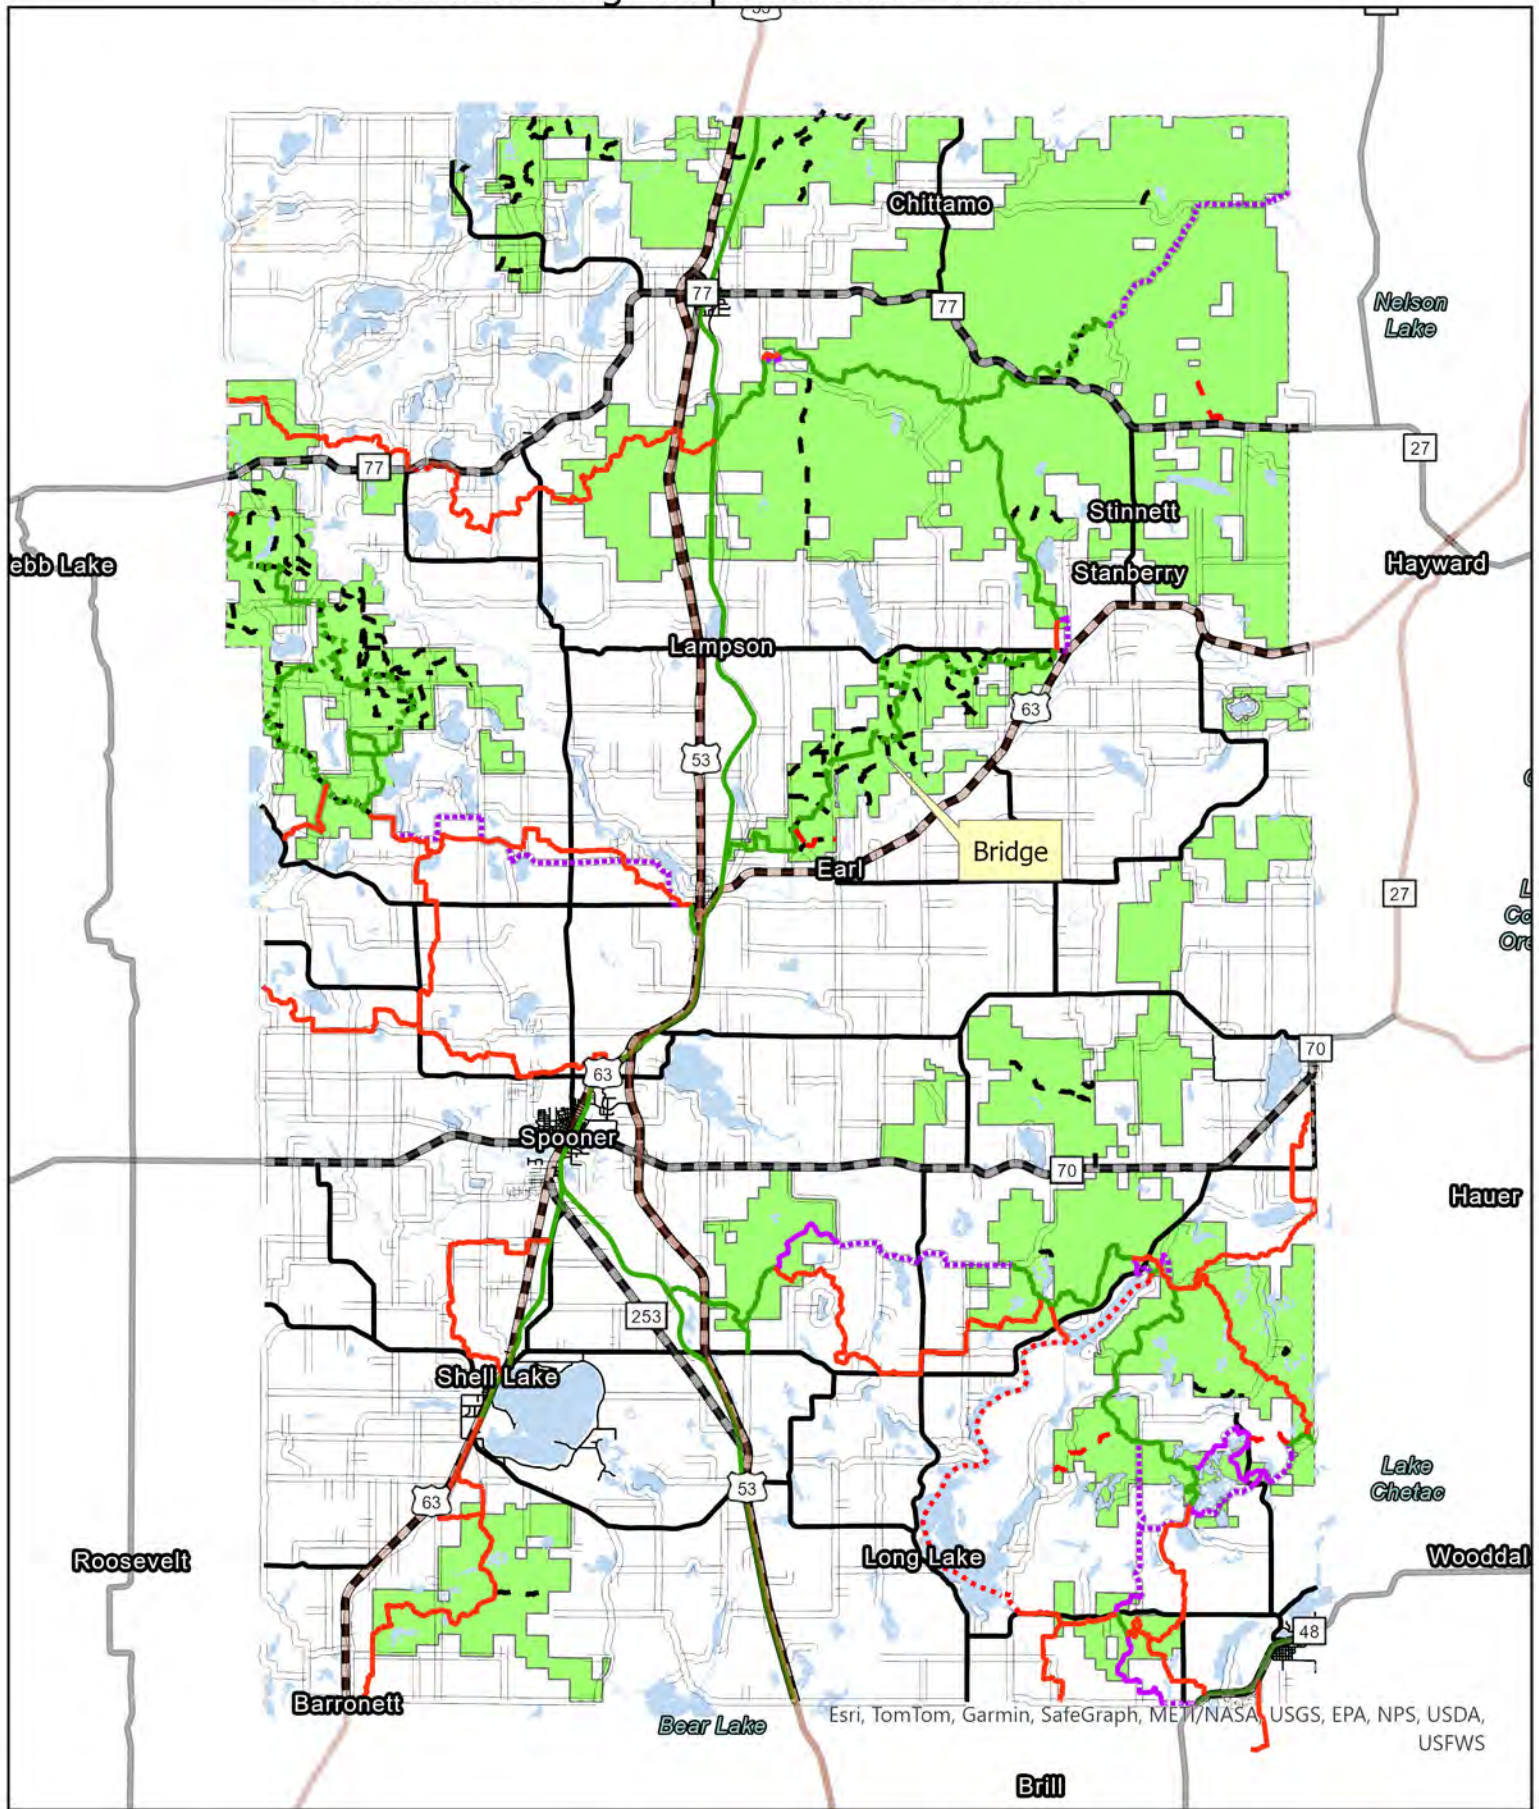 Chittamo
77
77
Nelson
Lake
27
77
Stinnett
ebb Lake
Hayward
Stanberry
Lampson
63
53
Bridge
Earl
27
70
63
Spooner
70
Hauer
253
Shell Lake
Lake
Chetac
53
63
Long Lake
Roosevelt
Wooddal
48
Barronett
Bear Lake
Esri, TomTom, Garmin, SafeGraph, METI/NASA, USGS, EPA, NPS, USDA,
USFWS
Brill